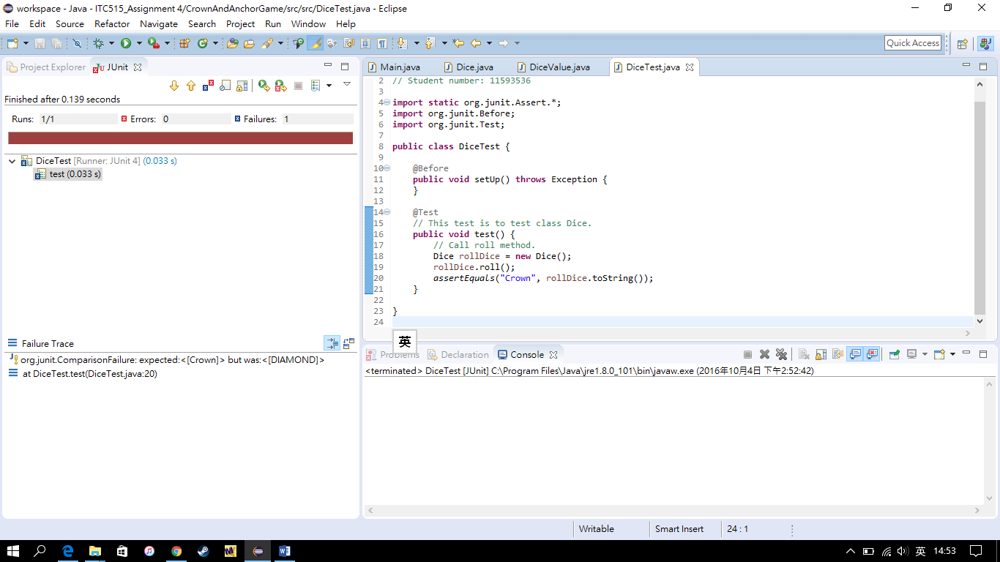 workspace - Java - ITC515_Assignment 4/CrownAndAnchorGame/src/src/DiceTest.java - Eclipse
File Edit Source Refactor Navigate Search Project Run Window Help
Quick Access
Project Explorer JUnit
Finished after 0.139 seconds
Runs: 1/1 Errors: 0 Failures: 1
DiceTest [Runner: JUnit 4] (0.033 s)
test (0.033 s)
Failure Trace
org.junit.ComparisonFailure: expected:<[Crown]> but was:<[DIAMOND]>
at DiceTest.test(DiceTest.java:20)
Main.java Dice.java DiceValue.java DiceTest.java
2 // Student number: 11593536
3
4 import static org.junit.Assert.*;
5 import org.junit.Before;
6 import org.junit.Test;
7
8 public class DiceTest {
9
10 @Before
11 public void setUp() throws Exception {
12 }
13
14 @Test
15 // This test is to test class Dice.
16 public void test() {
17 // Call roll method.
18 Dice rollDice = new Dice();
19 rollDice.roll();
20 assertEquals("Crown", rollDice.toString());
21 }
22
23 }
24
英
Problems Declaration Console
<terminated> DiceTest [JUnit] C:\Program Files\Java\jre1.8.0_101\bin\javaw.exe (2016年10月4日 下午2:52:42)
Writable Smart Insert 24 : 1
英 14:53